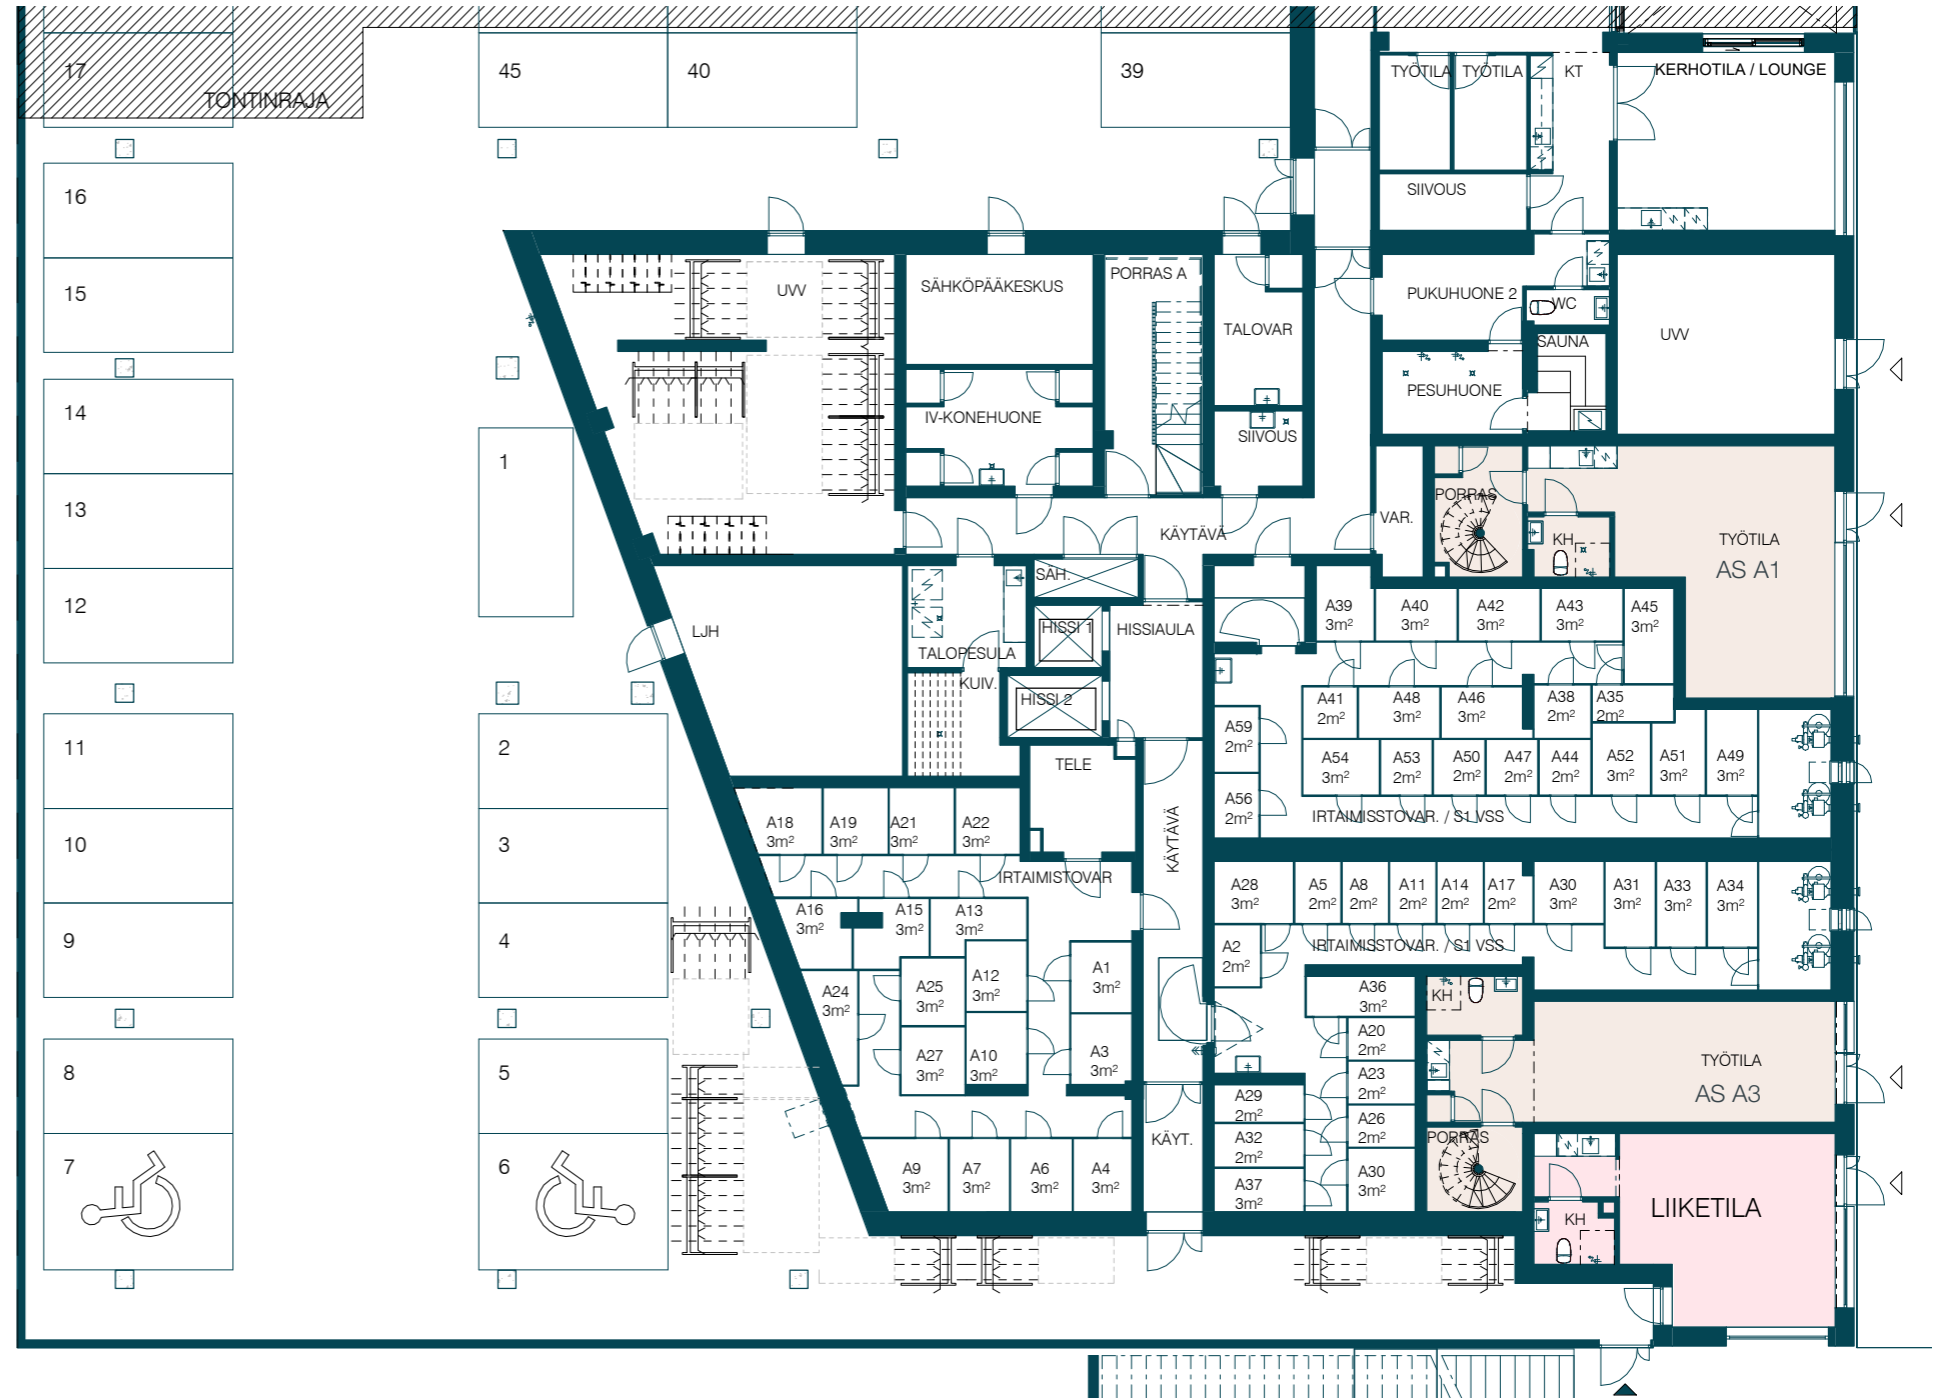 17
TONTINRAJA
45
40
39
TYÖTILA
TYÖTILA
KT
KERHOTILA / LOUNGE
16
SIIVOUS
15
UVV
SÄHKÖPÄÄKESKUS
PORRAS A
TALOVAR
PUKUHUONE 2
WC
SAUNA
UVV
14
IV-KONEHUONE
SIIVOUS
PESUHUONE
1
13
KÄYTÄVÄ
VAR.
PORRAS
KH
TYÖTILA
AS A1
12
LJH
TALOPESULA
KUIV.
SÄH.
HISSI 1
HISSIAULA
HISSI 2
A39
3m²
A40
3m²
A42
3m²
A43
3m²
A45
3m²
A41
2m²
A48
3m²
A46
3m²
A38
2m²
A35
2m²
A59
2m²
A54
3m²
A53
2m²
A50
2m²
A47
2m²
A44
2m²
A52
3m²
A51
3m²
A49
3m²
A56
2m²
IRTAIMISSTOVAR. / S1 VSS
11
2
TELE
KÄYTÄVÄ
10
3
A18
3m²
A19
3m²
A21
3m²
A22
3m²
IRTAIMISTOVAR
A28
3m²
A5
2m²
A8
2m²
A11
2m²
A14
2m²
A17
2m²
A30
3m²
A31
3m²
A33
3m²
A34
3m²
9
4
A16
3m²
A15
3m²
A13
3m²
A2
2m²
IRTAIMISSTOVAR. / S1 VSS
A24
3m²
A25
3m²
A12
3m²
A1
3m²
A36
3m²
KH
A20
2m²
8
5
A27
3m²
A10
3m²
A3
3m²
A23
2m²
TYÖTILA
AS A3
A29
2m²
A26
2m²
PORRAS
KÄYT.
A32
2m²
7
6
A9
3m²
A7
3m²
A6
3m²
A4
3m²
A37
3m²
A30
3m²
LIIKETILA
KH